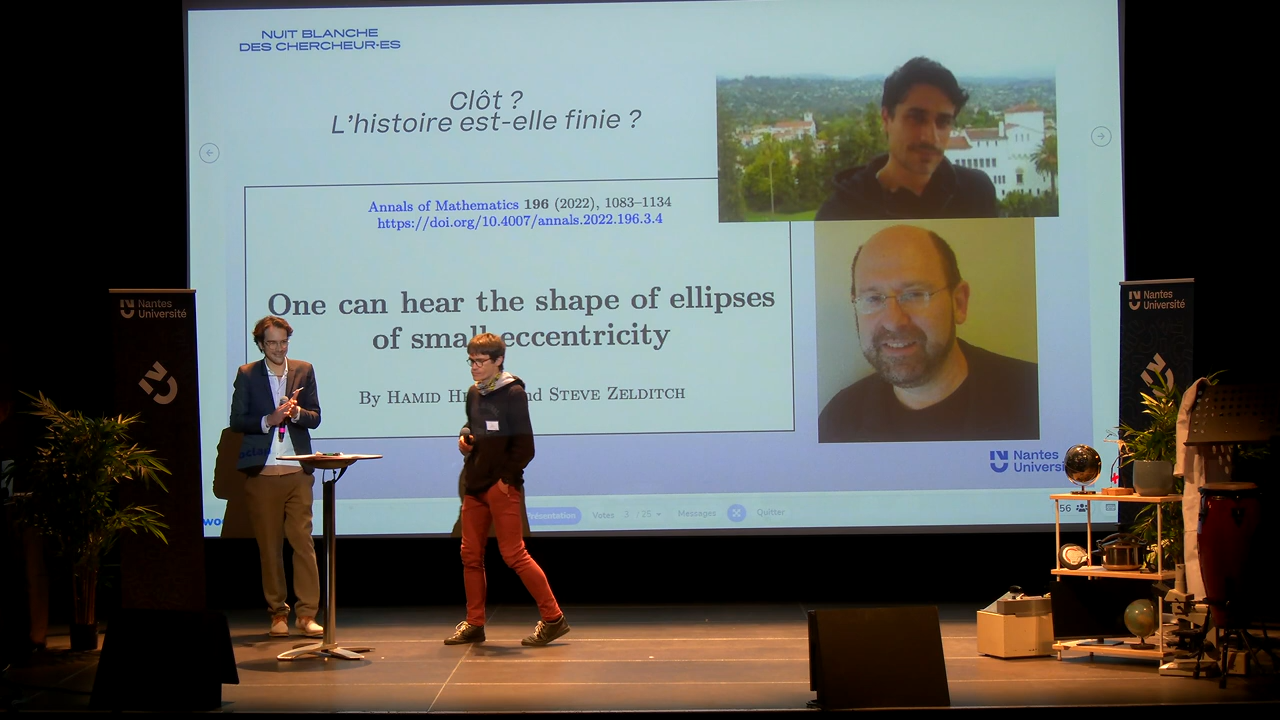 NUIT BLANCHE
DES CHERCHEUR·ES
Clôt ?
L'histoire est-elle finie ?
Annals of Mathematics 196 (2022), 1083–1134
https://doi.org/10.4007/annals.2022.196.3.4
One can hear the shape of ellipses
of small eccentricity
By HAMID and STEVE ZELDITCH
Nantes
Université
Nantes
Université
Nantes
Universi
Votes 3 / 25 Messages Quitter
56